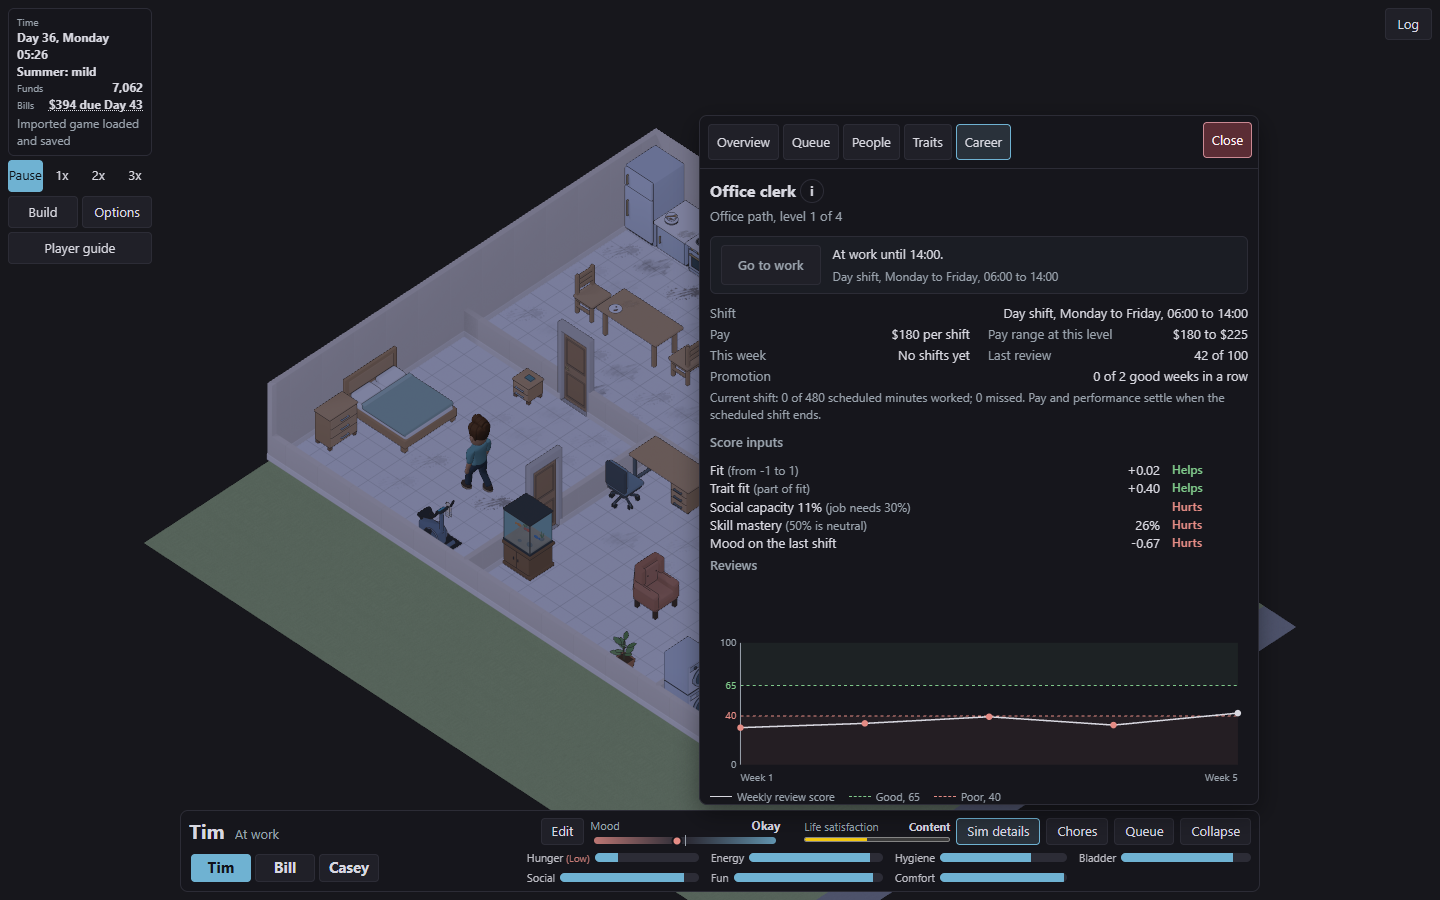 Time
Day 36, Monday
05:26
Summer: mild
Funds 7,062
Bills $394 due Day 43
Imported game loaded
and saved
Pause 1x 2x 3x
Build Options
Player guide
Log
Overview Queue People Traits Career Close
Office clerk i
Office path, level 1 of 4
Go to work
At work until 14:00.
Day shift, Monday to Friday, 06:00 to 14:00
Shift Day shift, Monday to Friday, 06:00 to 14:00
Pay $180 per shift Pay range at this level $180 to $225
This week No shifts yet Last review 42 of 100
Promotion 0 of 2 good weeks in a row
Current shift: 0 of 480 scheduled minutes worked; 0 missed. Pay and performance settle when the
scheduled shift ends.
Score inputs
Fit (from -1 to 1) +0.02 Helps
Trait fit (part of fit) +0.40 Helps
Social capacity 11% (job needs 30%) Hurts
Skill mastery (50% is neutral) 26% Hurts
Mood on the last shift -0.67 Hurts
Reviews
100
65
40
0
Week 1 Week 5
Weekly review score Good, 65 Poor, 40
Tim At work
Tim Bill Casey
Edit Mood Okay Life satisfaction Content Sim details Chores Queue Collapse
Hunger (Low) Energy Hygiene Bladder
Social Fun Comfort